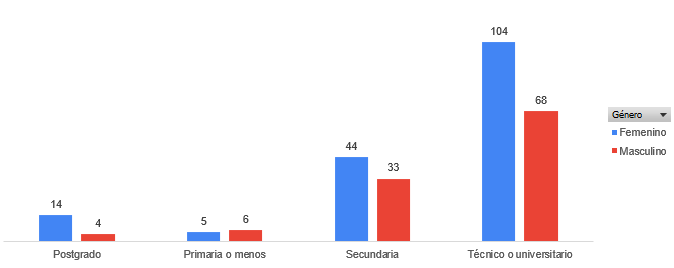 104
68
44
33
14
4
5
6
Postgrado
Primaria o menos
Secundaria
Técnico o universitario
Género
Femenino
Masculino